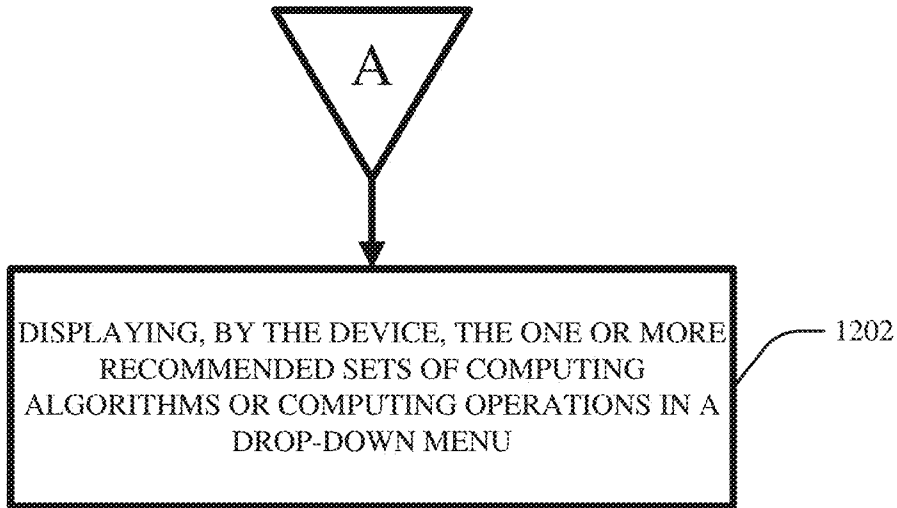 A
DISPLAYING, BY THE DEVICE, THE ONE OR MORE
RECOMMENDED SETS OF COMPUTING
ALGORITHMS OR COMPUTING OPERATIONS IN A
DROP-DOWN MENU
1202